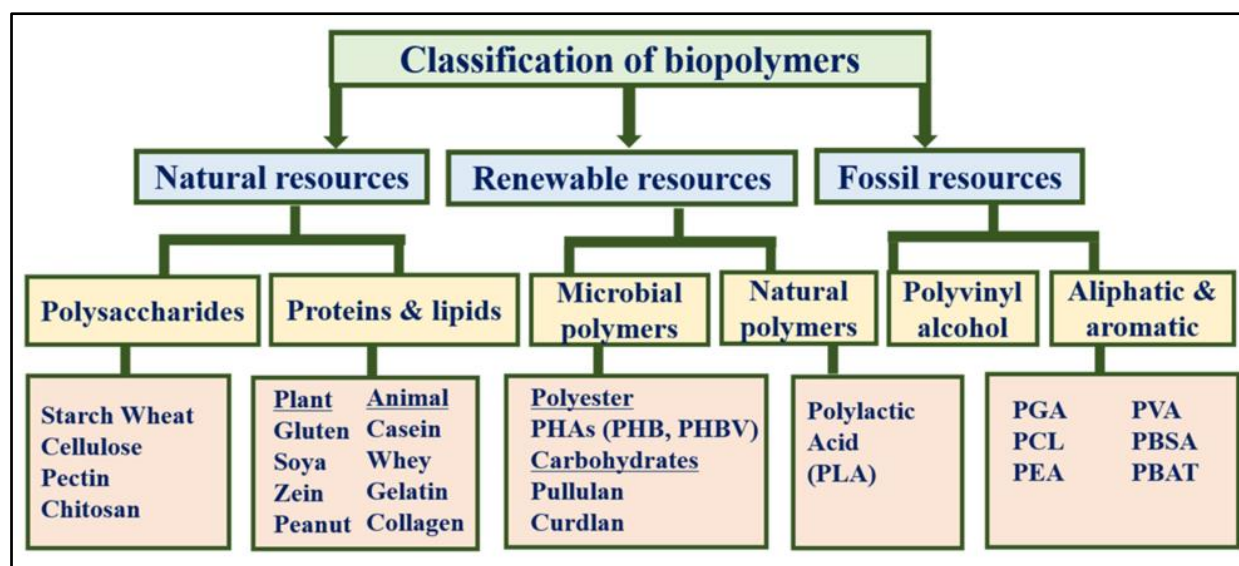 Classification of biopolymers
Natural resources
Renewable resources
Fossil resources
Polysaccharides
Proteins & lipids
Microbial
polymers
Natural
polymers
Polyvinyl
alcohol
Aliphatic &
aromatic
Starch Wheat
Cellulose
Pectin
Chitosan
Plant
Gluten
Soya
Zein
Peanut
Animal
Casein
Whey
Gelatin
Collagen
Polyester
PHAs (PHB, PHBV)
Carbohydrates
Pullulan
Curdlan
Polylactic
Acid
(PLA)
PGA
PCL
PEA
PVA
PBSA
PBAT